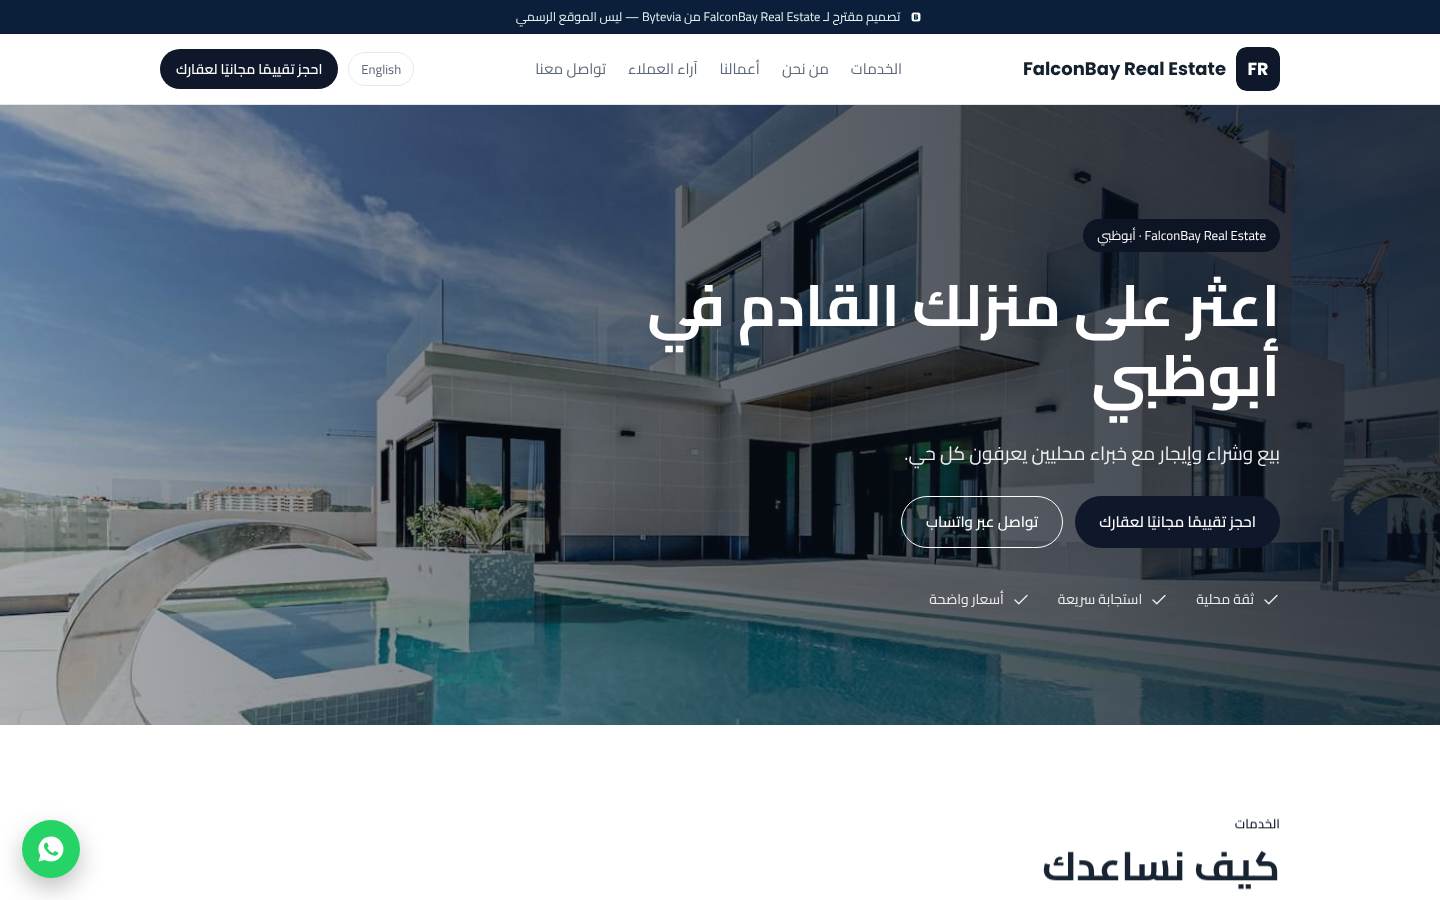 تصميم مقترح لـ FalconBay Real Estate من Bytevia — ليس الموقع الرسمي
FR FalconBay Real Estate
الخدمات من نحن أعمالنا آراء العملاء تواصل معنا
English
احجز تقييمًا مجانيًا لعقارك
FalconBay Real Estate · أبوظبي
اعثر على منزلك القادم في
أبوظبي
بيع وشراء وإيجار مع خبراء محليين يعرفون كل حي.
احجز تقييمًا مجانيًا لعقارك
تواصل عبر واتساب
ثقة محلية
استجابة سريعة
أسعار واضحة
الخدمات
كيف نساعدك